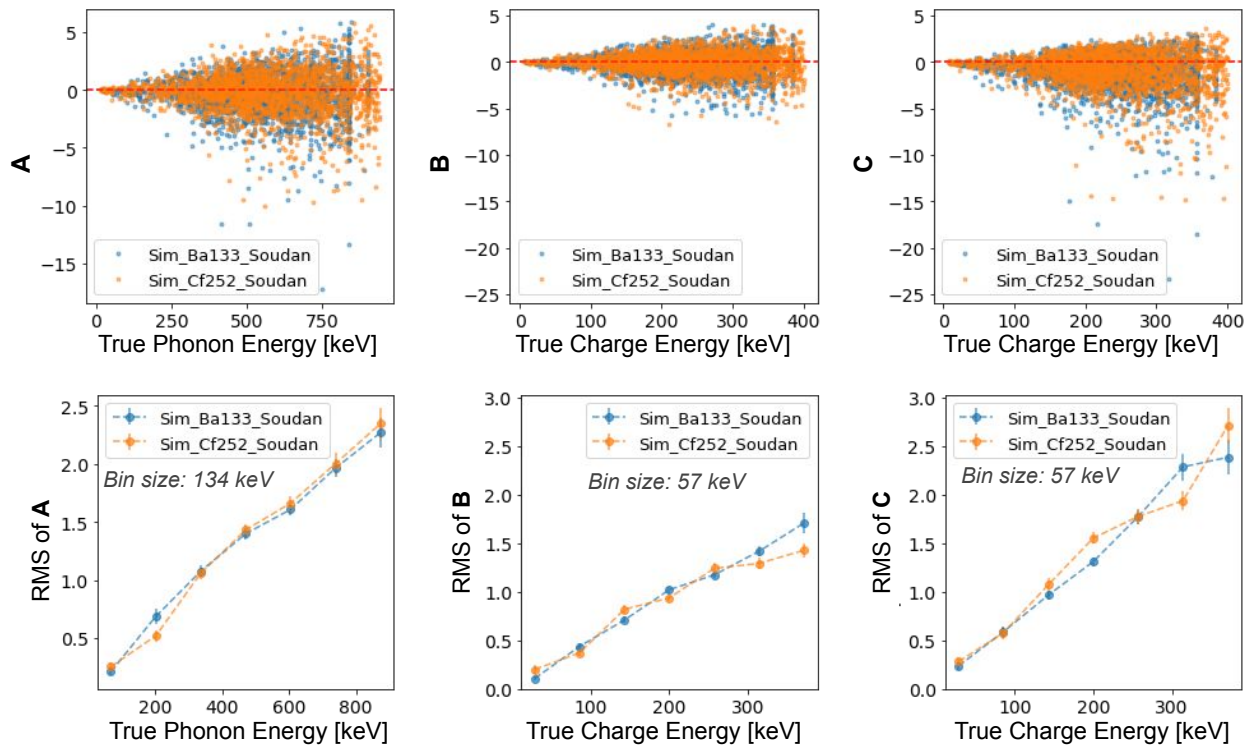 A
5
0
−5
−10
−15
Sim_Ba133_Soudan
Sim_Cf252_Soudan
0 250 500 750
True Phonon Energy [keV]
B
5
0
−5
−10
−15
−20
−25
Sim_Ba133_Soudan
Sim_Cf252_Soudan
0 100 200 300 400
True Charge Energy [keV]
C
5
0
−5
−10
−15
−20
−25
Sim_Ba133_Soudan
Sim_Cf252_Soudan
0 100 200 300 400
True Charge Energy [keV]
RMS of A
2.5
2.0
1.5
1.0
0.5
Sim_Ba133_Soudan
Sim_Cf252_Soudan
Bin size: 134 keV
200 400 600 800
True Phonon Energy [keV]
RMS of B
3.0
2.5
2.0
1.5
1.0
0.5
0.0
Sim_Ba133_Soudan
Sim_Cf252_Soudan
Bin size: 57 keV
100 200 300
True Charge Energy [keV]
RMS of C
3.0
2.5
2.0
1.5
1.0
0.5
0.0
Sim_Ba133_Soudan
Sim_Cf252_Soudan
Bin size: 57 keV
100 200 300
True Charge Energy [keV]